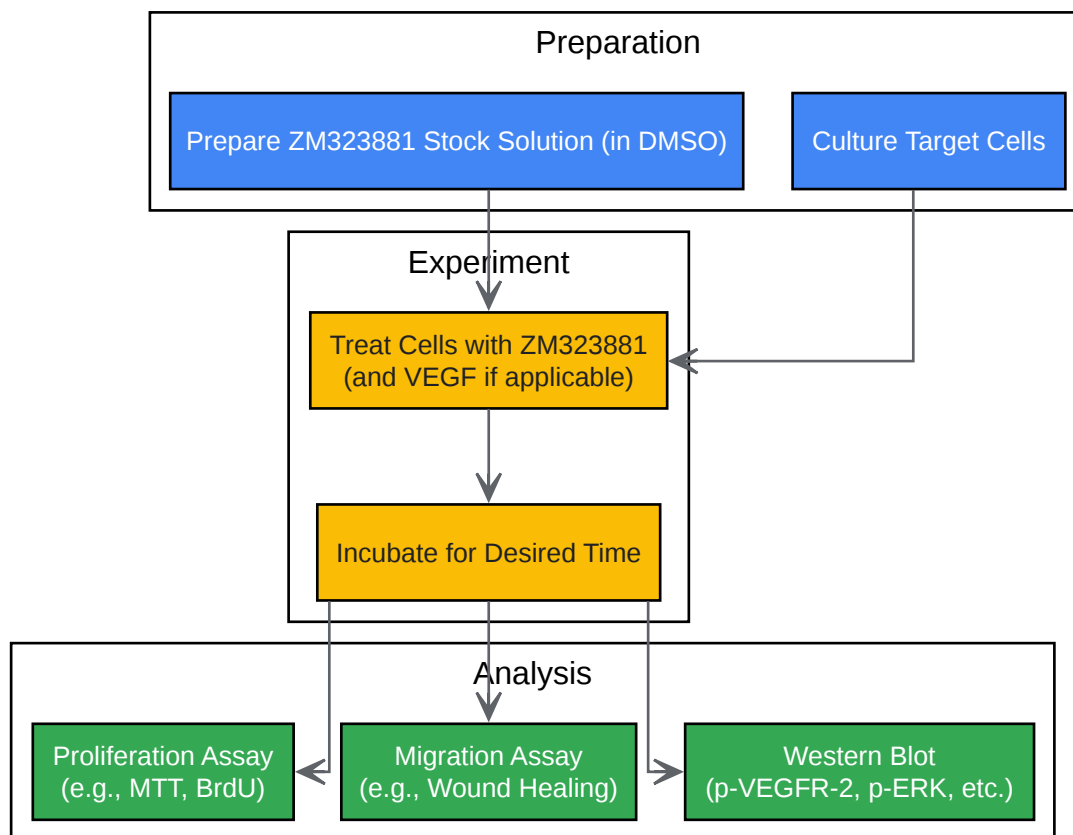 Preparation
Prepare ZM323881 Stock Solution (in DMSO)
Culture Target Cells
Experiment
Treat Cells with ZM323881
(and VEGF if applicable)
Incubate for Desired Time
Analysis
Proliferation Assay
(e.g., MTT, BrdU)
Migration Assay
(e.g., Wound Healing)
Western Blot
(p-VEGFR-2, p-ERK, etc.)